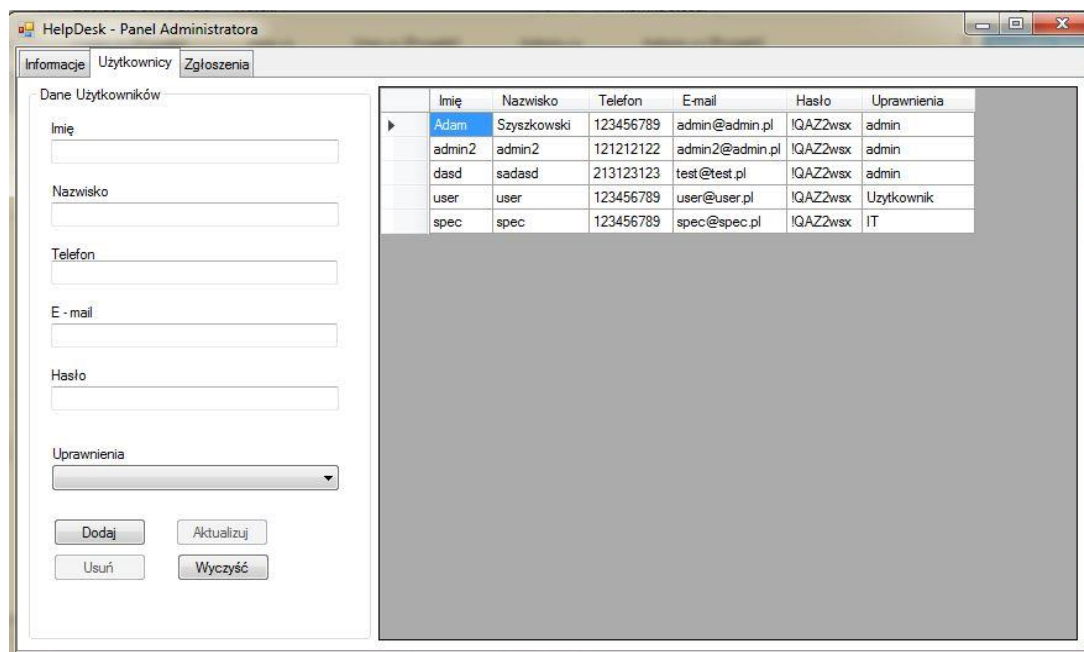 HelpDesk - Panel Administratora
Informacje Użytkownicy Zgłoszenia
Dane Użytkowników
Imię
Nazwisko
Telefon
E - mail
Hasło
Uprawnienia
Dodaj Aktualizuj
Usuń Wyczyść
Imię Nazwisko Telefon E-mail Hasło Uprawnienia
Adam Szyszkowski 123456789 admin@admin.pl !QAZ2wsx admin
admin2 admin2 121212122 admin2@admin.pl !QAZ2wsx admin
dasd sadasd 213123123 test@test.pl !QAZ2wsx admin
user user 123456789 user@user.pl !QAZ2wsx Uzytkownik
spec spec 123456789 spec@spec.pl !QAZ2wsx IT